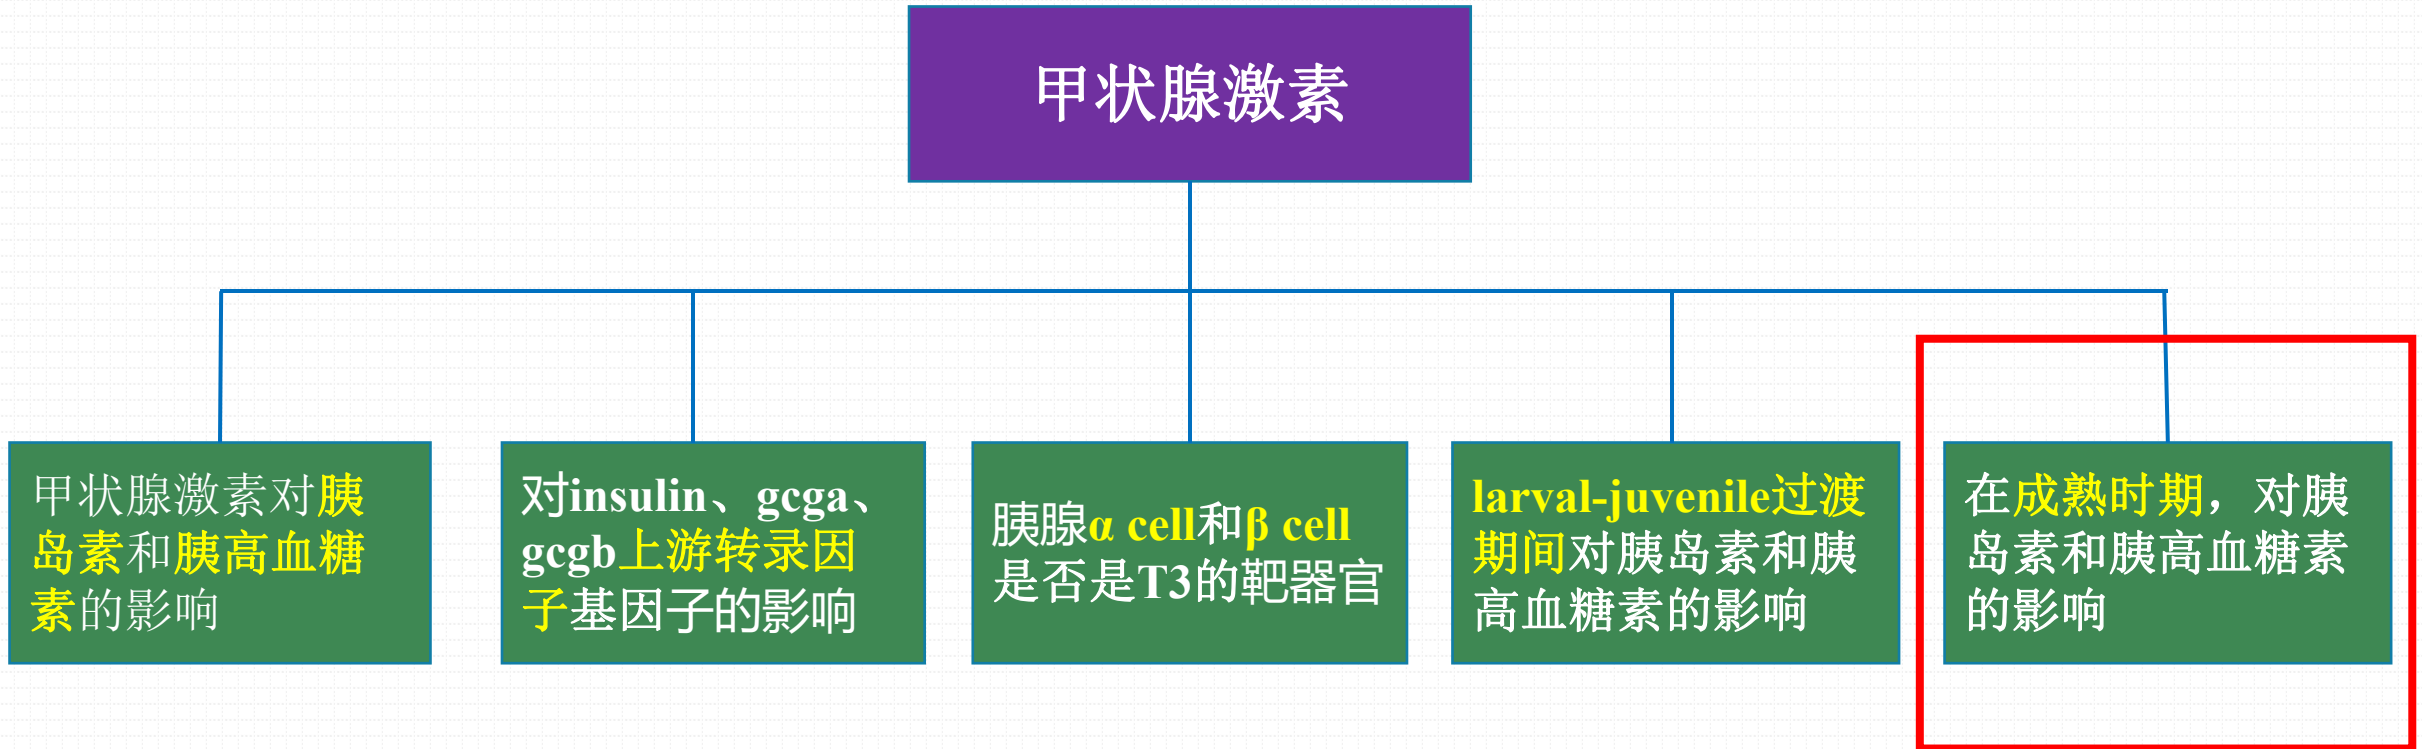 甲状腺激素
甲状腺激素对胰
岛素和胰高血糖
素的影响
对insulin、gcga、
gcgb上游转录因
子基因子的影响
胰腺α cell和β cell
是否是T3的靶器官
larval-juvenile过渡
期间对胰岛素和胰
高血糖素的影响
在成熟时期，对胰
岛素和胰高血糖素
的影响